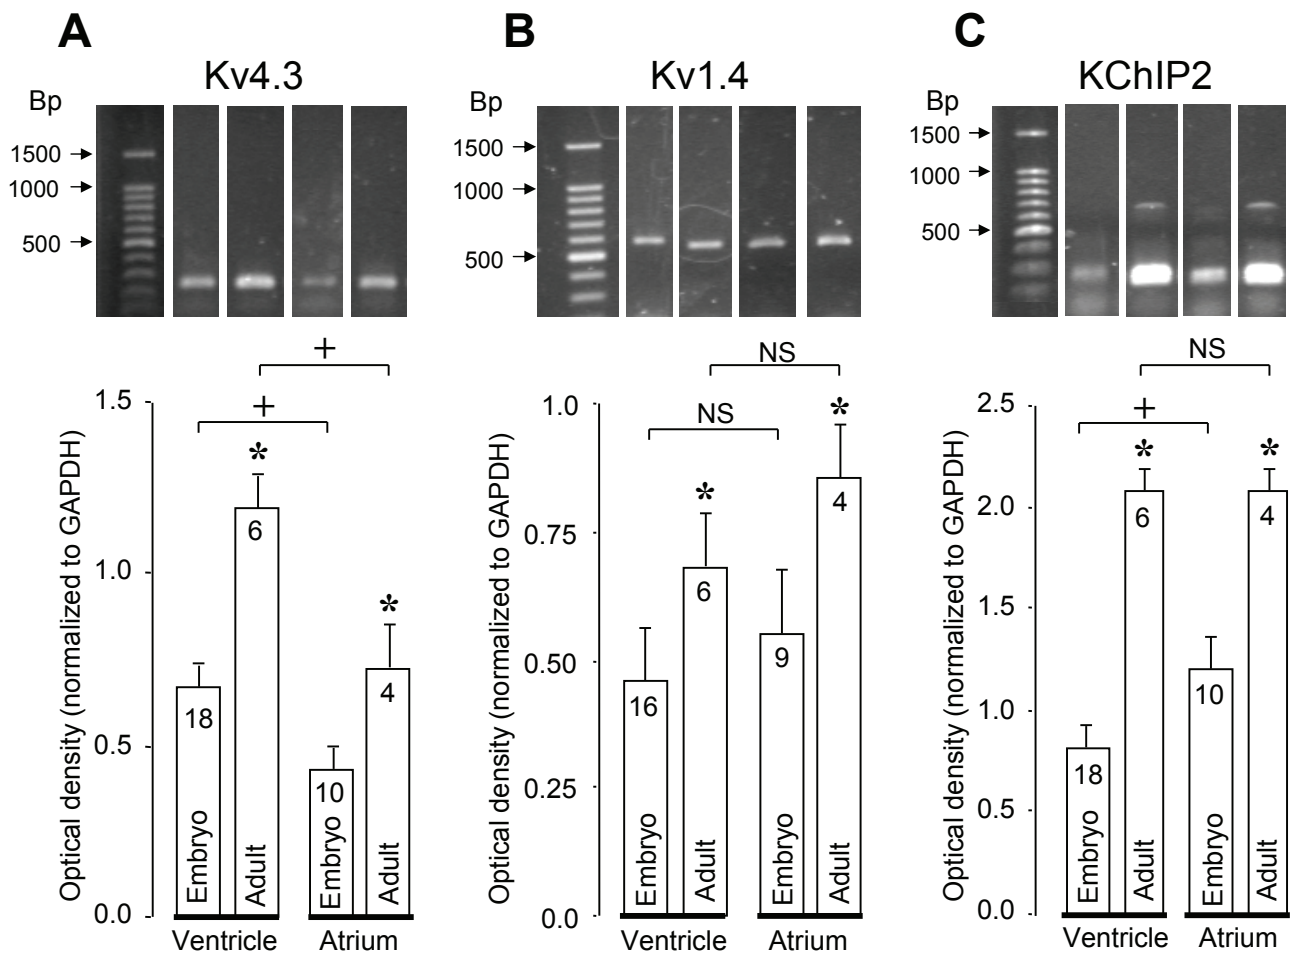 A
Kv4.3
Bp
1500
1000
500
+
+
Optical density (normalized to GAPDH)
1.5
1.0
0.5
0.0
*
*
18
6
10
4
Embryo
Adult
Embryo
Adult
Ventricle
Atrium
B
Kv1.4
Bp
1500
1000
500
NS
NS
Optical density (normalized to GAPDH)
1.0
0.75
0.50
0.25
0.0
*
*
16
6
9
4
Embryo
Adult
Embryo
Adult
Ventricle
Atrium
C
KChIP2
Bp
1500
1000
500
NS
+
Optical density (normalized to GAPDH)
2.5
2.0
1.5
1.0
0.5
0.0
*
*
18
6
10
4
Embryo
Adult
Embryo
Adult
Ventricle
Atrium